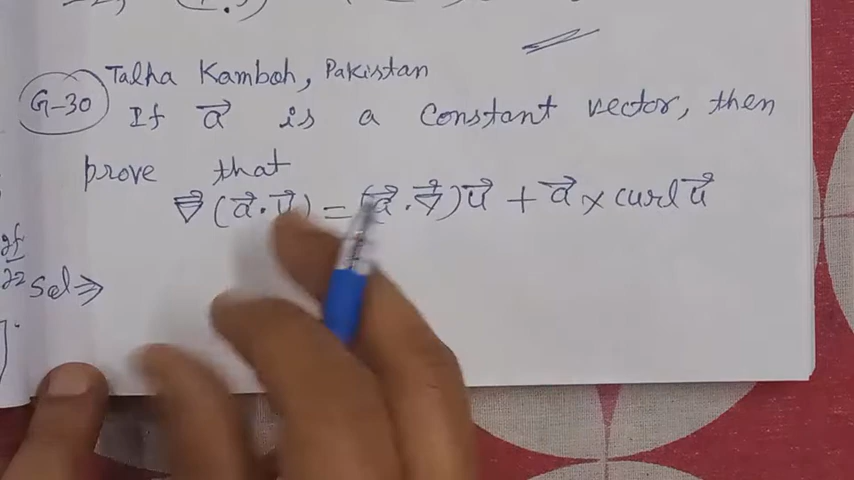 Talha Kamboh, Pakistan
G-30
If a⃗ is a constant vector, then
prove that
∇⃗(a⃗·u⃗) = (a⃗·∇⃗)u⃗ + a⃗ × curl u⃗
Sol ⇒